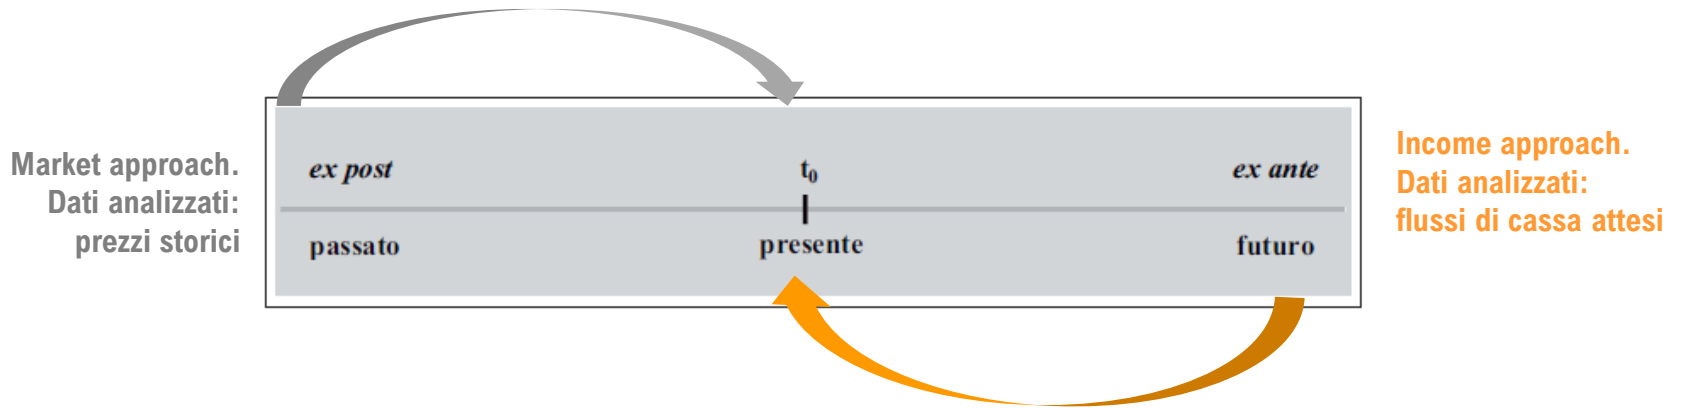 Market approach.
Dati analizzati:
prezzi storici
ex post
t₀
ex ante
passato
presente
futuro
Income approach.
Dati analizzati:
flussi di cassa attesi